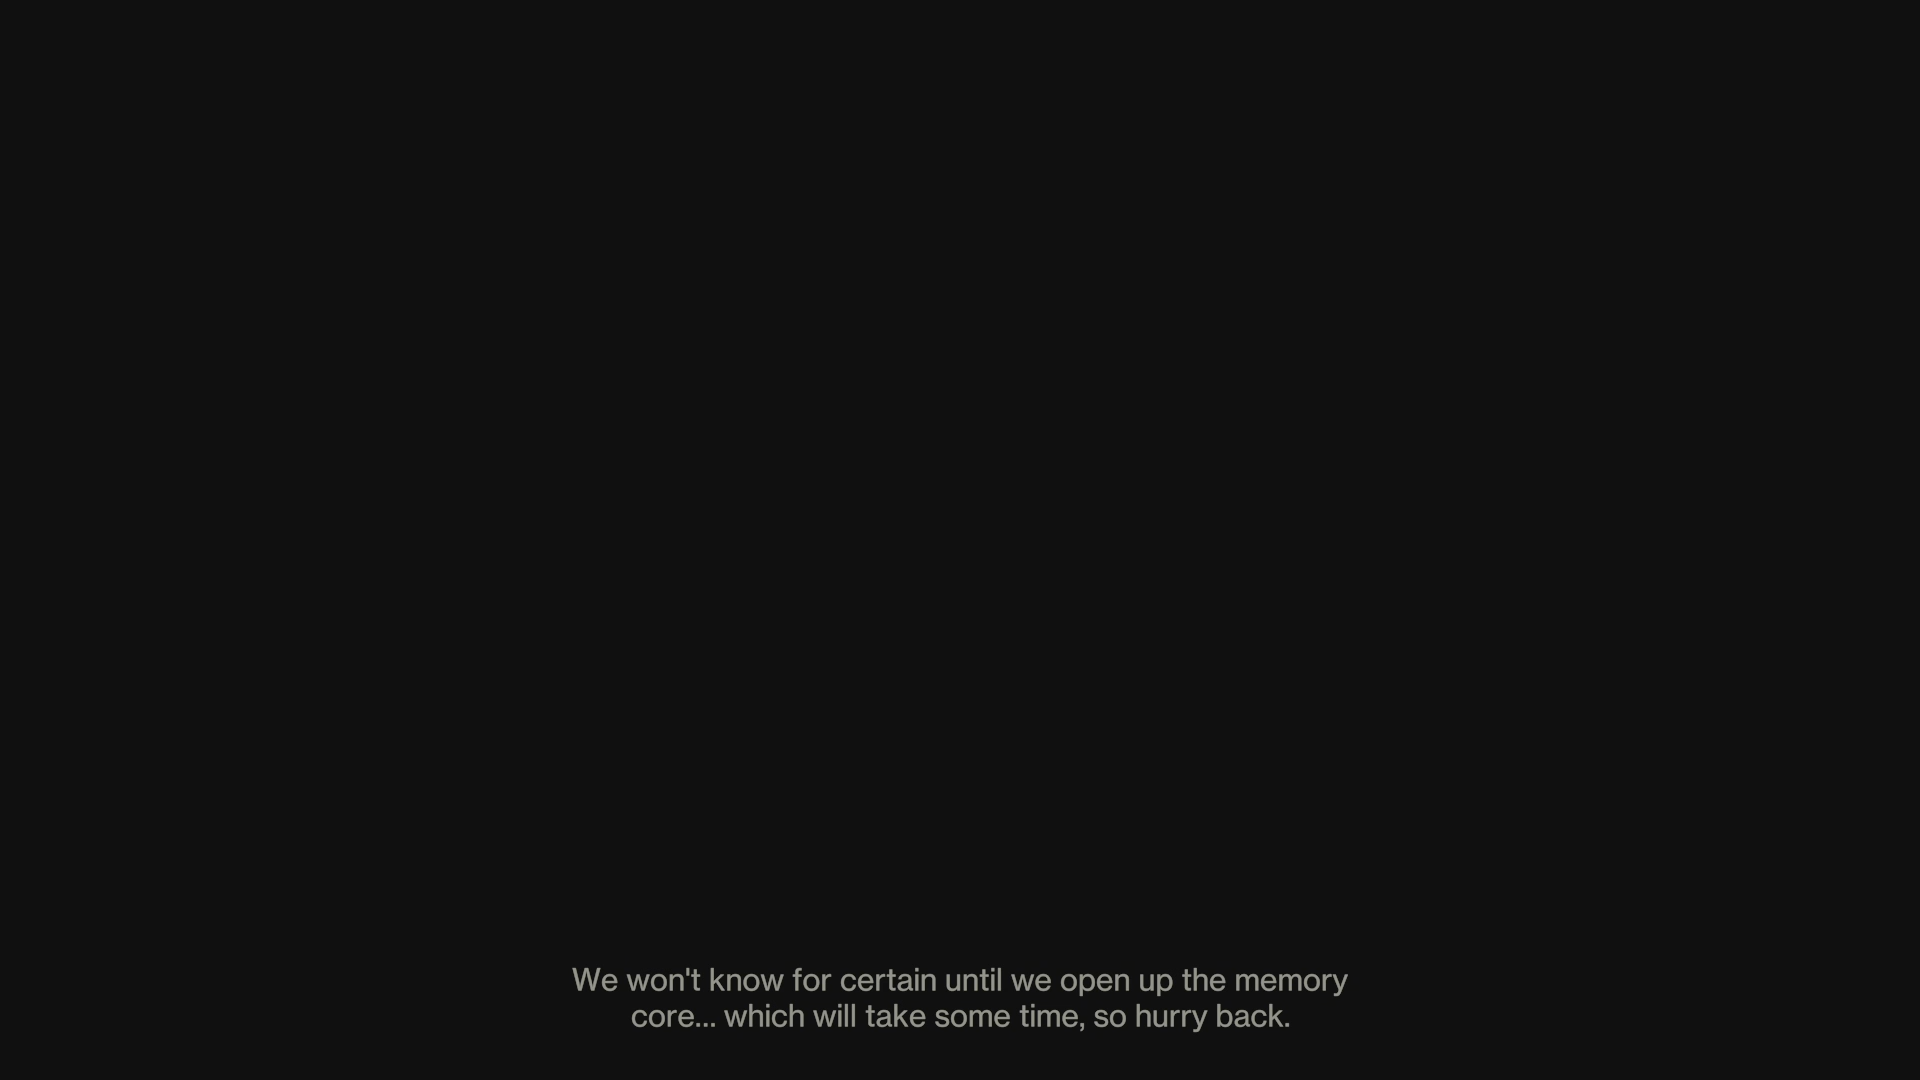 We won't know for certain until we open up the memory
core... which will take some time, so hurry back.